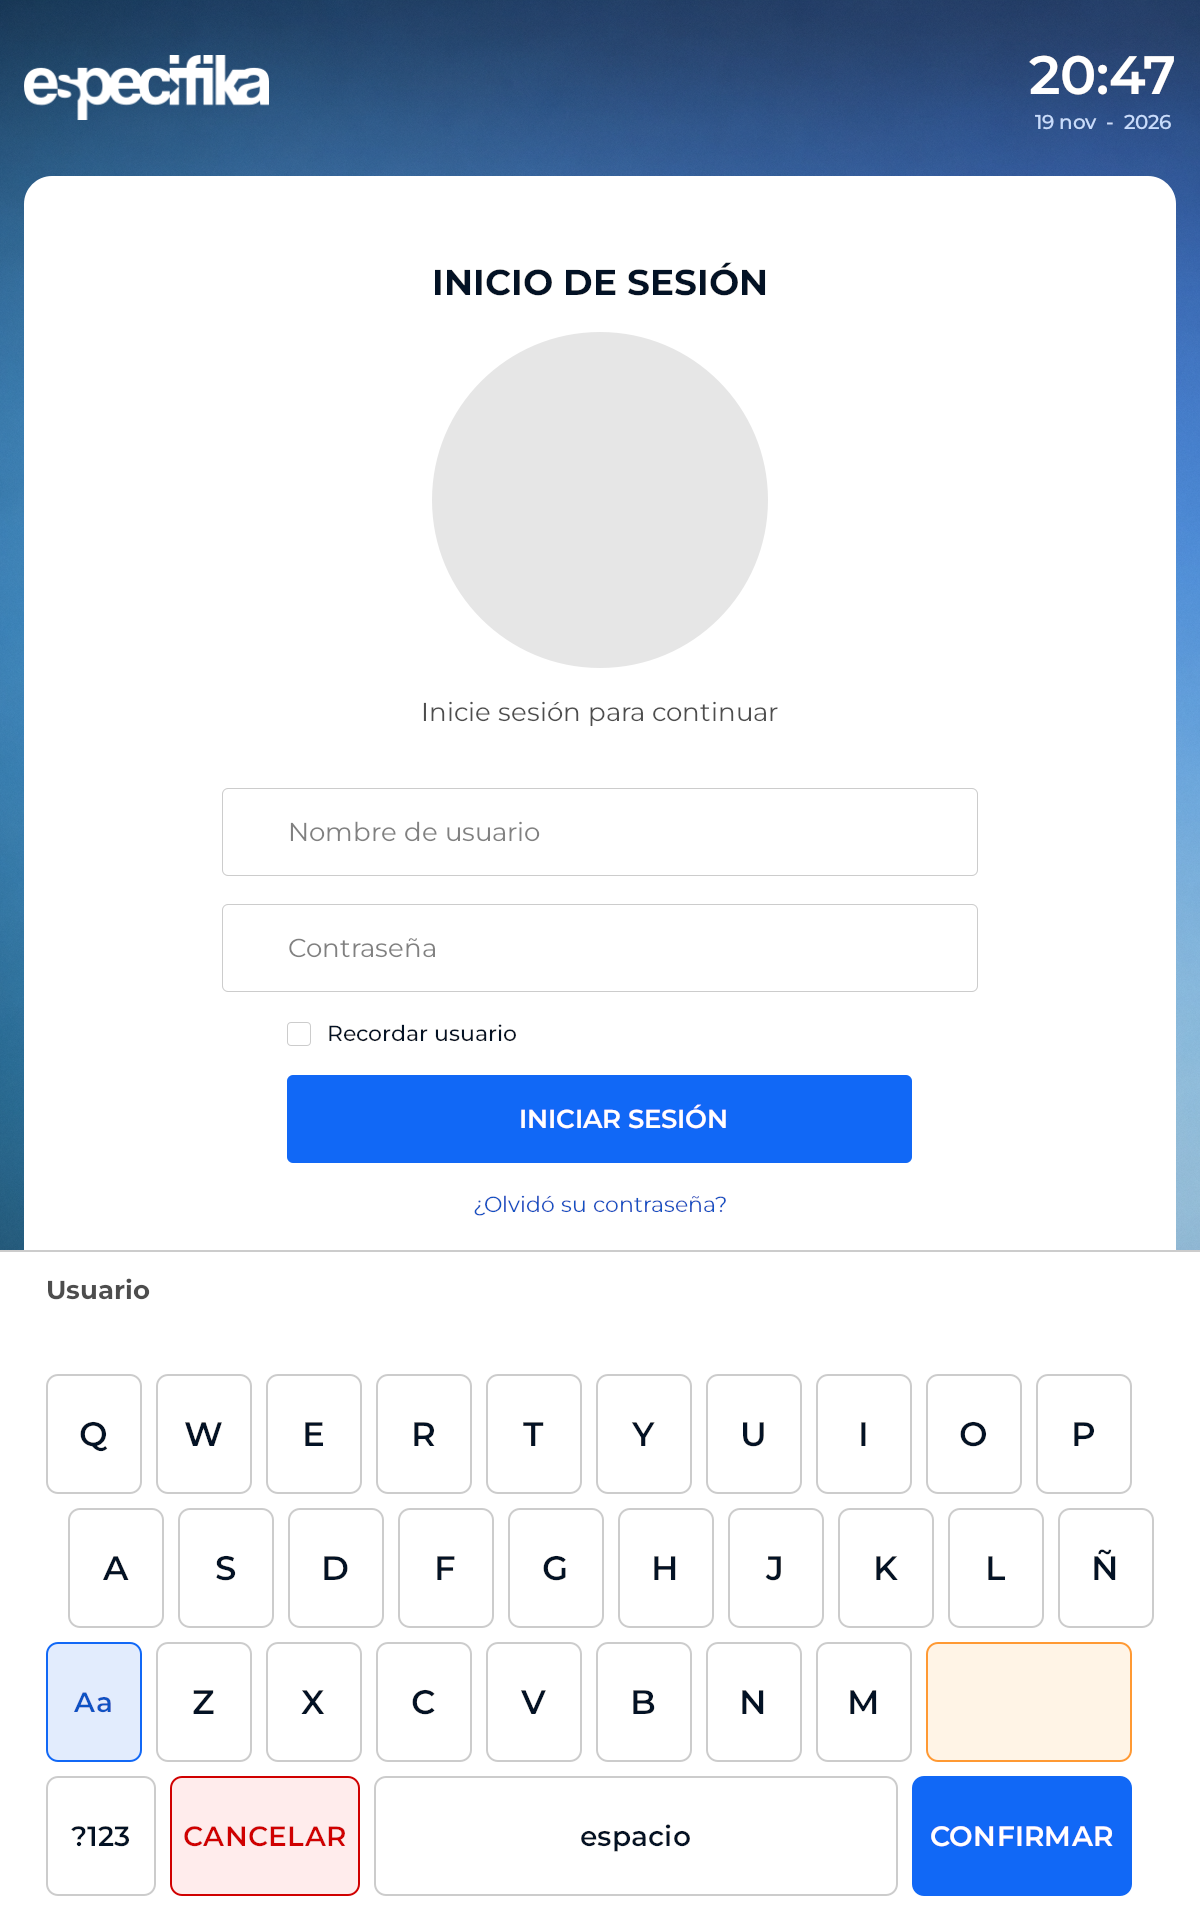 especifika
20:47
19 nov - 2026
INICIO DE SESIÓN
Inicie sesión para continuar
Nombre de usuario
Contraseña
Recordar usuario
INICIAR SESIÓN
¿Olvidó su contraseña?
Usuario
Q W E R T Y U I O P
A S D F G H J K L Ñ
Aa Z X C V B N M
?123 CANCELAR espacio CONFIRMAR